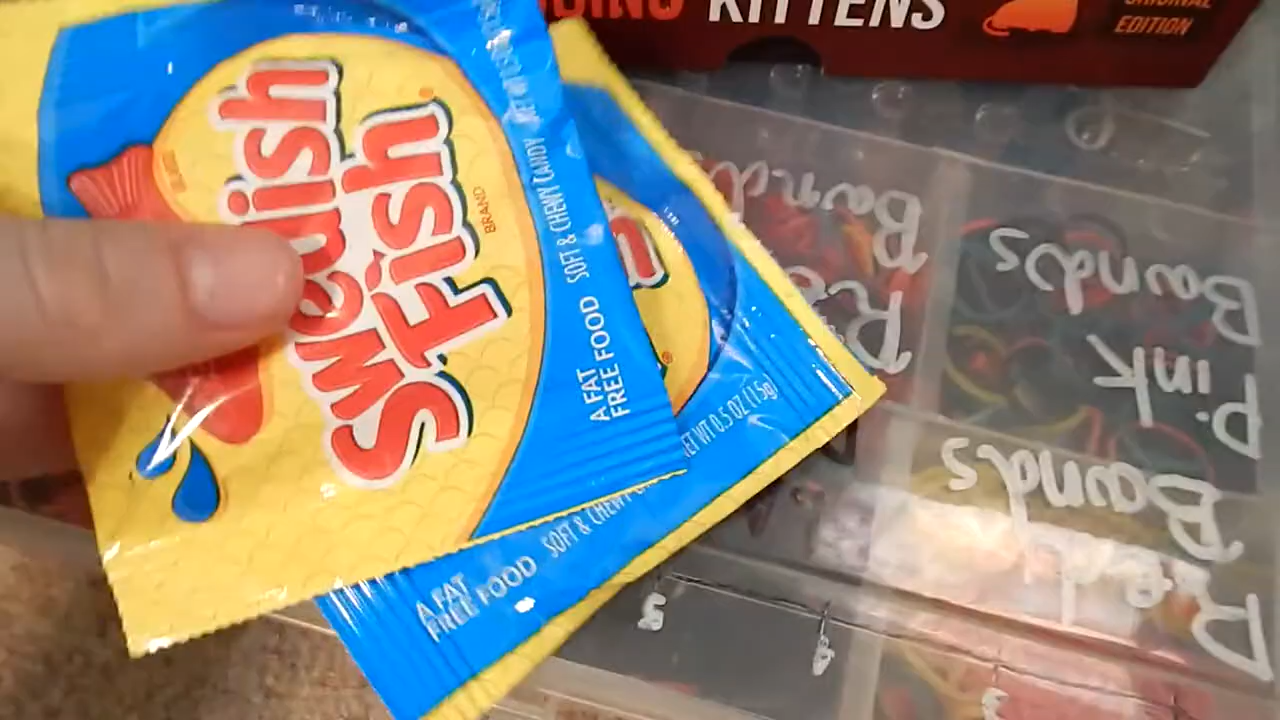 KITTENS
ORIGINAL
EDITION
Swedish
Fish
BRAND
SOFT & CHEWY CANDY
A FAT
FREE FOOD
NET WT 0.5 OZ (15g)
A FAT
FREE FOOD
SOFT & CHEWY
Bands
Bands
Pink
Bands
Red